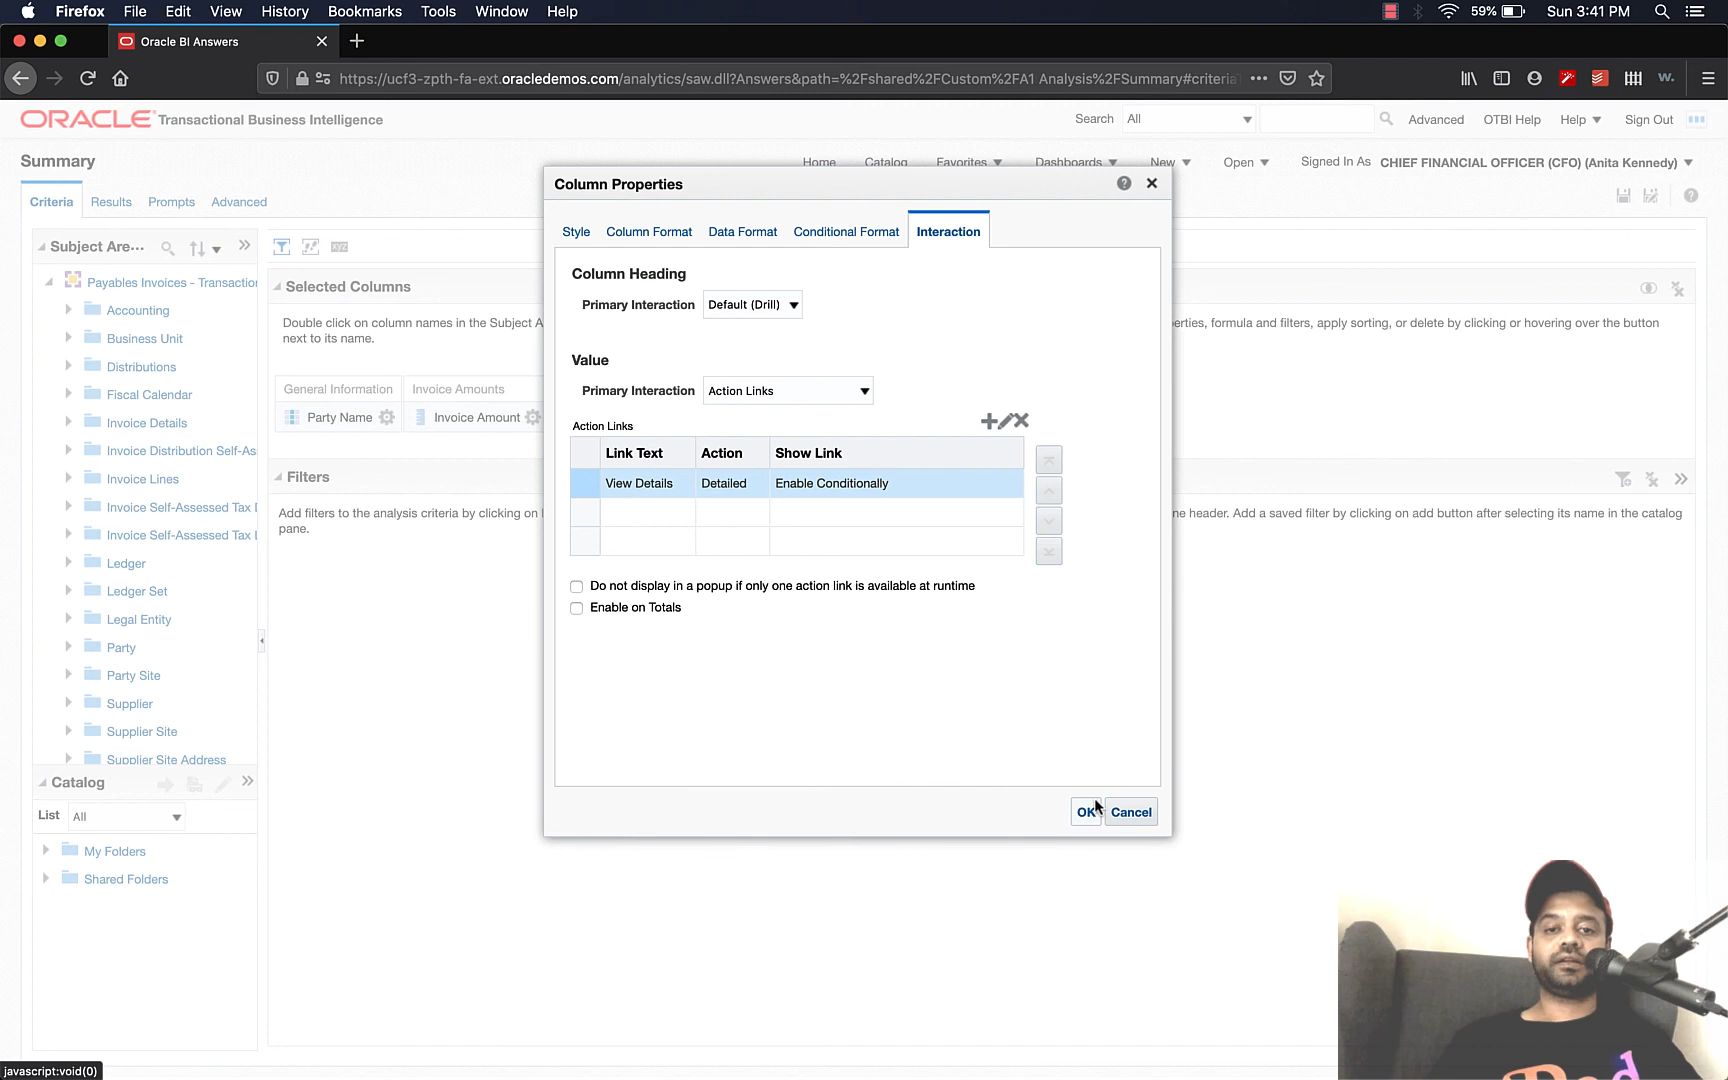 Firefox File Edit View History Bookmarks Tools Window Help 59% Sun 3:41 PM
Oracle BI Answers
https://ucf3-zpth-fa-ext.oracledemos.com/analytics/saw.dll?Answers&path=%2Fshared%2FCustom%2FA1 Analysis%2FSummary#criteria w.
ORACLE Transactional Business Intelligence Search All Advanced OTBI Help Help Sign Out
Summary Home Catalog Favorites Dashboards New Open Signed In As CHIEF FINANCIAL OFFICER (CFO) (Anita Kennedy)
Criteria Results Prompts Advanced
Subject Are...
Payables Invoices - Transaction
Accounting
Business Unit
Distributions
Fiscal Calendar
Invoice Details
Invoice Distribution Self-As
Invoice Lines
Invoice Self-Assessed Tax
Invoice Self-Assessed Tax
Ledger
Ledger Set
Legal Entity
Party
Party Site
Supplier
Supplier Site
Supplier Site Address
Catalog
List All
My Folders
Shared Folders
xyz
Selected Columns
Double click on column names in the Subject A
next to its name.
erties, formula and filters, apply sorting, or delete by clicking or hovering over the button
General Information Invoice Amounts
Party Name Invoice Amount
Filters
Add filters to the analysis criteria by clicking on
pane.
ne header. Add a saved filter by clicking on add button after selecting its name in the catalog
Column Properties
Style Column Format Data Format Conditional Format Interaction
Column Heading
Primary Interaction Default (Drill)
Value
Primary Interaction Action Links
Action Links
Link Text Action Show Link
View Details Detailed Enable Conditionally
Do not display in a popup if only one action link is available at runtime
Enable on Totals
OK Cancel
javascript:void(0)